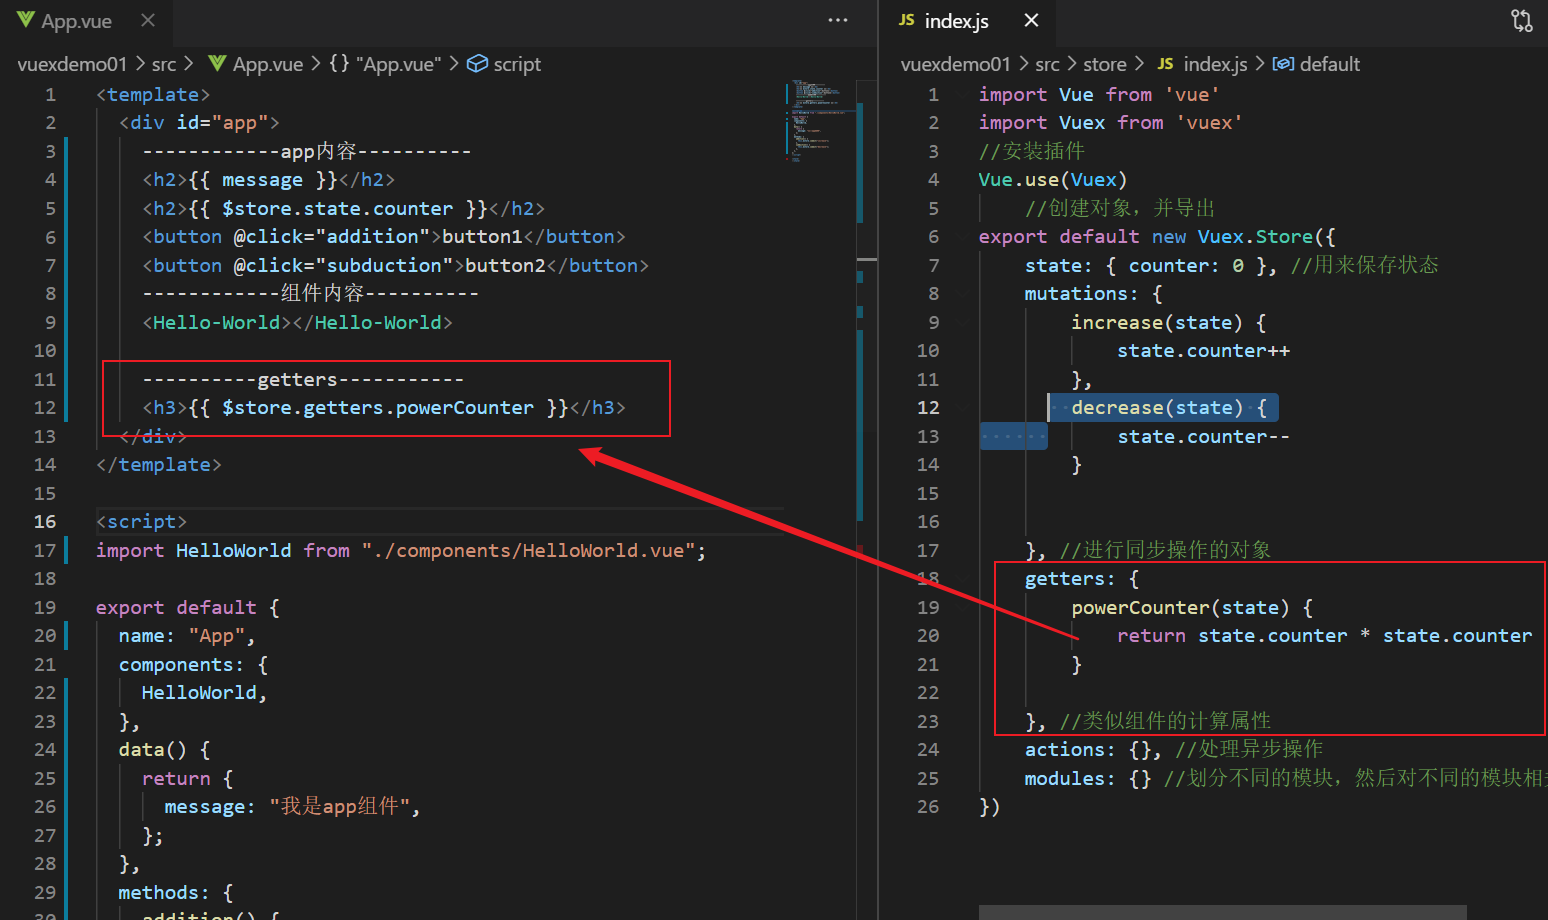 App.vue
vuexdemo01 > src > App.vue > {} "App.vue" > script
1 <template>
2 <div id="app">
3 ------------app内容----------
4 <h2>{{ message }}</h2>
5 <h2>{{ $store.state.counter }}</h2>
6 <button @click="addition">button1</button>
7 <button @click="subduction">button2</button>
8 ------------组件内容----------
9 <Hello-World></Hello-World>
10
11 ----------getters-----------
12 <h3>{{ $store.getters.powerCounter }}</h3>
13 </div>
14 </template>
15
16 <script>
17 import HelloWorld from "./components/HelloWorld.vue";
18
19 export default {
20 name: "App",
21 components: {
22 HelloWorld,
23 },
24 data() {
25 return {
26 message: "我是app组件",
27 };
28 },
29 methods: {
30 addition() {
JS index.js
vuexdemo01 > src > store > JS index.js > default
1 import Vue from 'vue'
2 import Vuex from 'vuex'
3 //安装插件
4 Vue.use(Vuex)
5 //创建对象，并导出
6 export default new Vuex.Store({
7 state: { counter: 0 }, //用来保存状态
8 mutations: {
9 increase(state) {
10 state.counter++
11 },
12 decrease(state) {
13 state.counter--
14 }
15
16
17 }, //进行同步操作的对象
18 getters: {
19 powerCounter(state) {
20 return state.counter * state.counter
21 }
22
23 }, //类似组件的计算属性
24 actions: {}, //处理异步操作
25 modules: {} //划分不同的模块，然后对不同的模块相
26 })